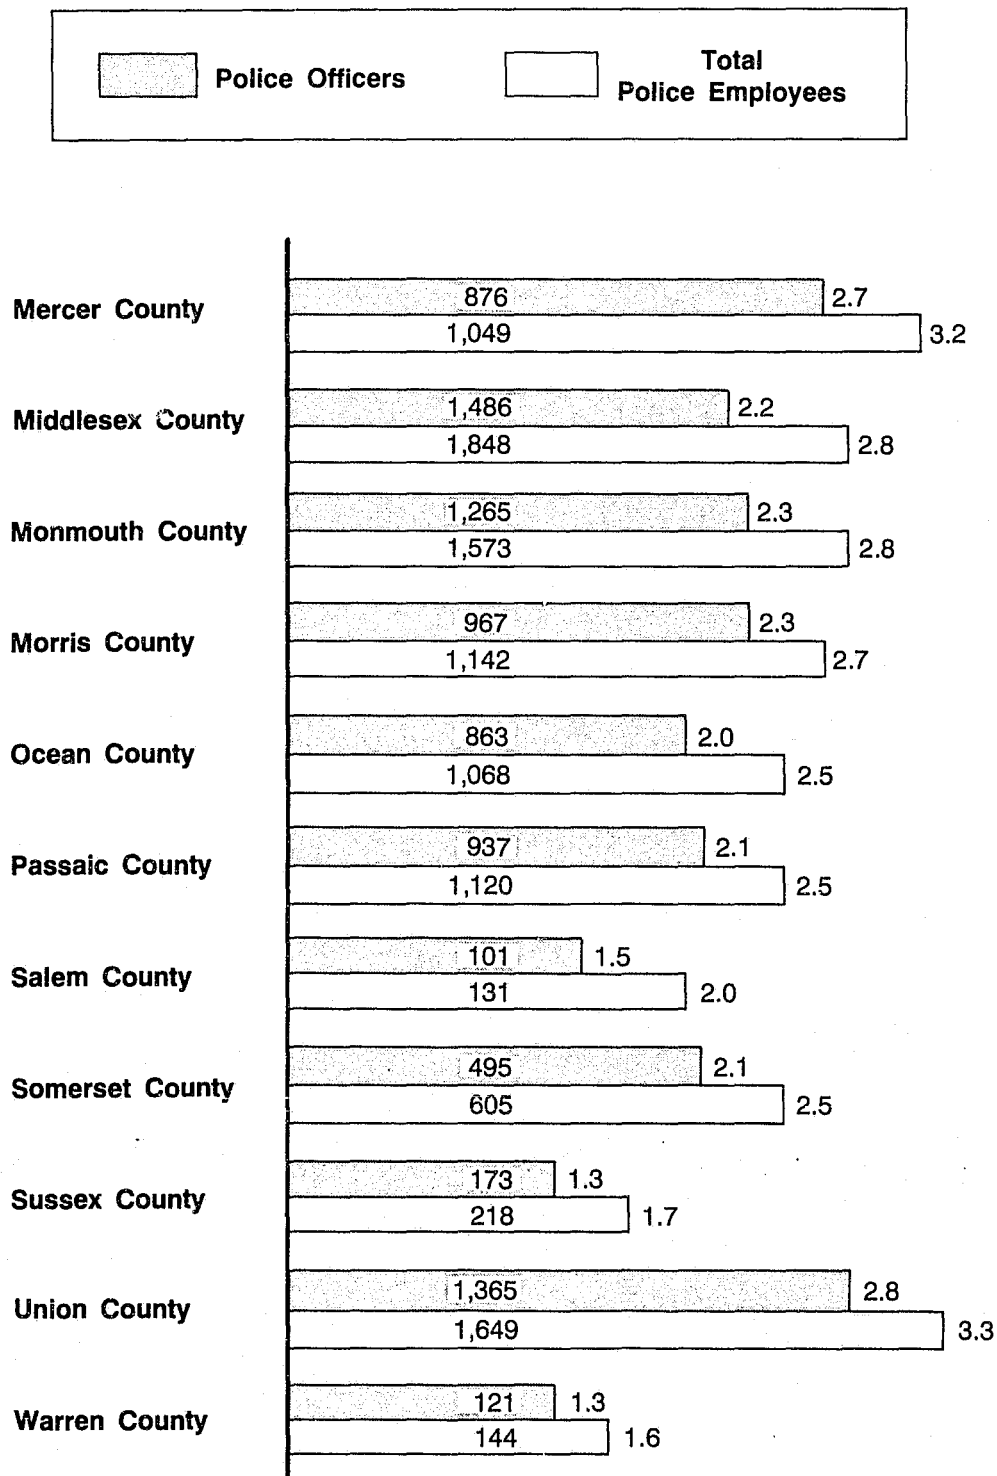 Police Officers
Total
Police Employees
Mercer County
876 2.7
1,049 3.2
Middlesex County
1,486 2.2
1,848 2.8
Monmouth County
1,265 2.3
1,573 2.8
Morris County
967 2.3
1,142 2.7
Ocean County
863 2.0
1,068 2.5
Passaic County
937 2.1
1,120 2.5
Salem County
101 1.5
131 2.0
Somerset County
495 2.1
605 2.5
Sussex County
173 1.3
218 1.7
Union County
1,365 2.8
1,649 3.3
Warren County
121 1.3
144 1.6